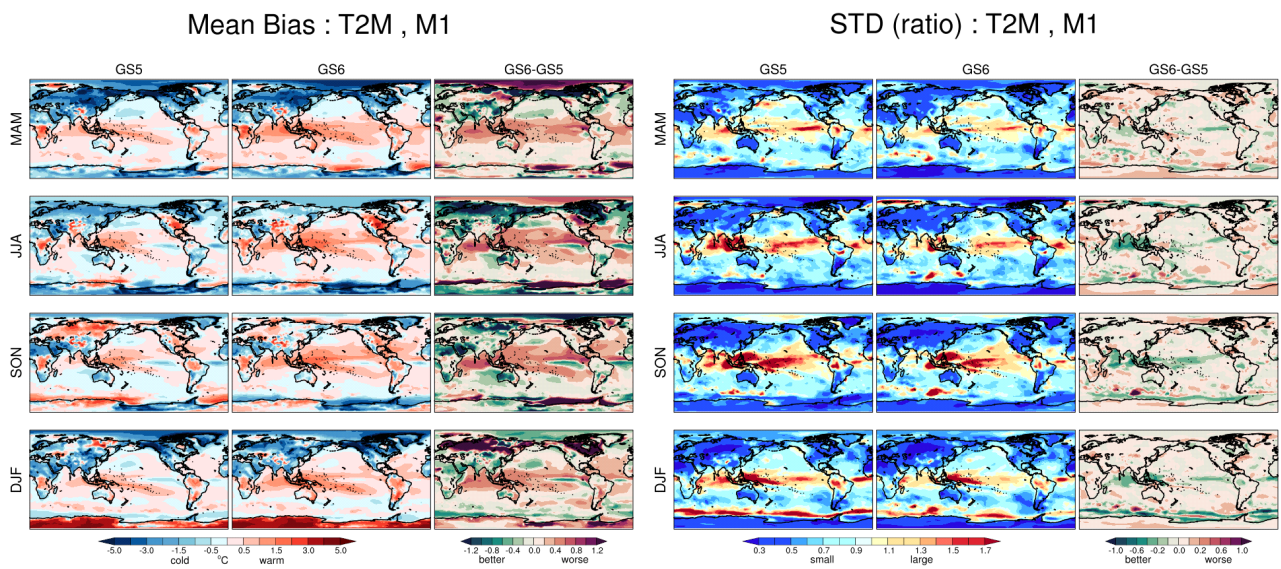 Mean Bias : T2M , M1
STD (ratio) : T2M , M1
GS5 GS6 GS6-GS5 GS5 GS6 GS6-GS5
MAM MAM
JJA JJA
SON SON
DJF DJF
-5.0 -3.0 -1.5 -0.5 0.5 1.5 3.0 5.0
cold °C warm
-1.2 -0.8 -0.4 0.0 0.4 0.8 1.2
better worse
0.3 0.5 0.7 0.9 1.1 1.3 1.5 1.7
small large
-1.0 -0.6 -0.2 0.0 0.2 0.6 1.0
better worse